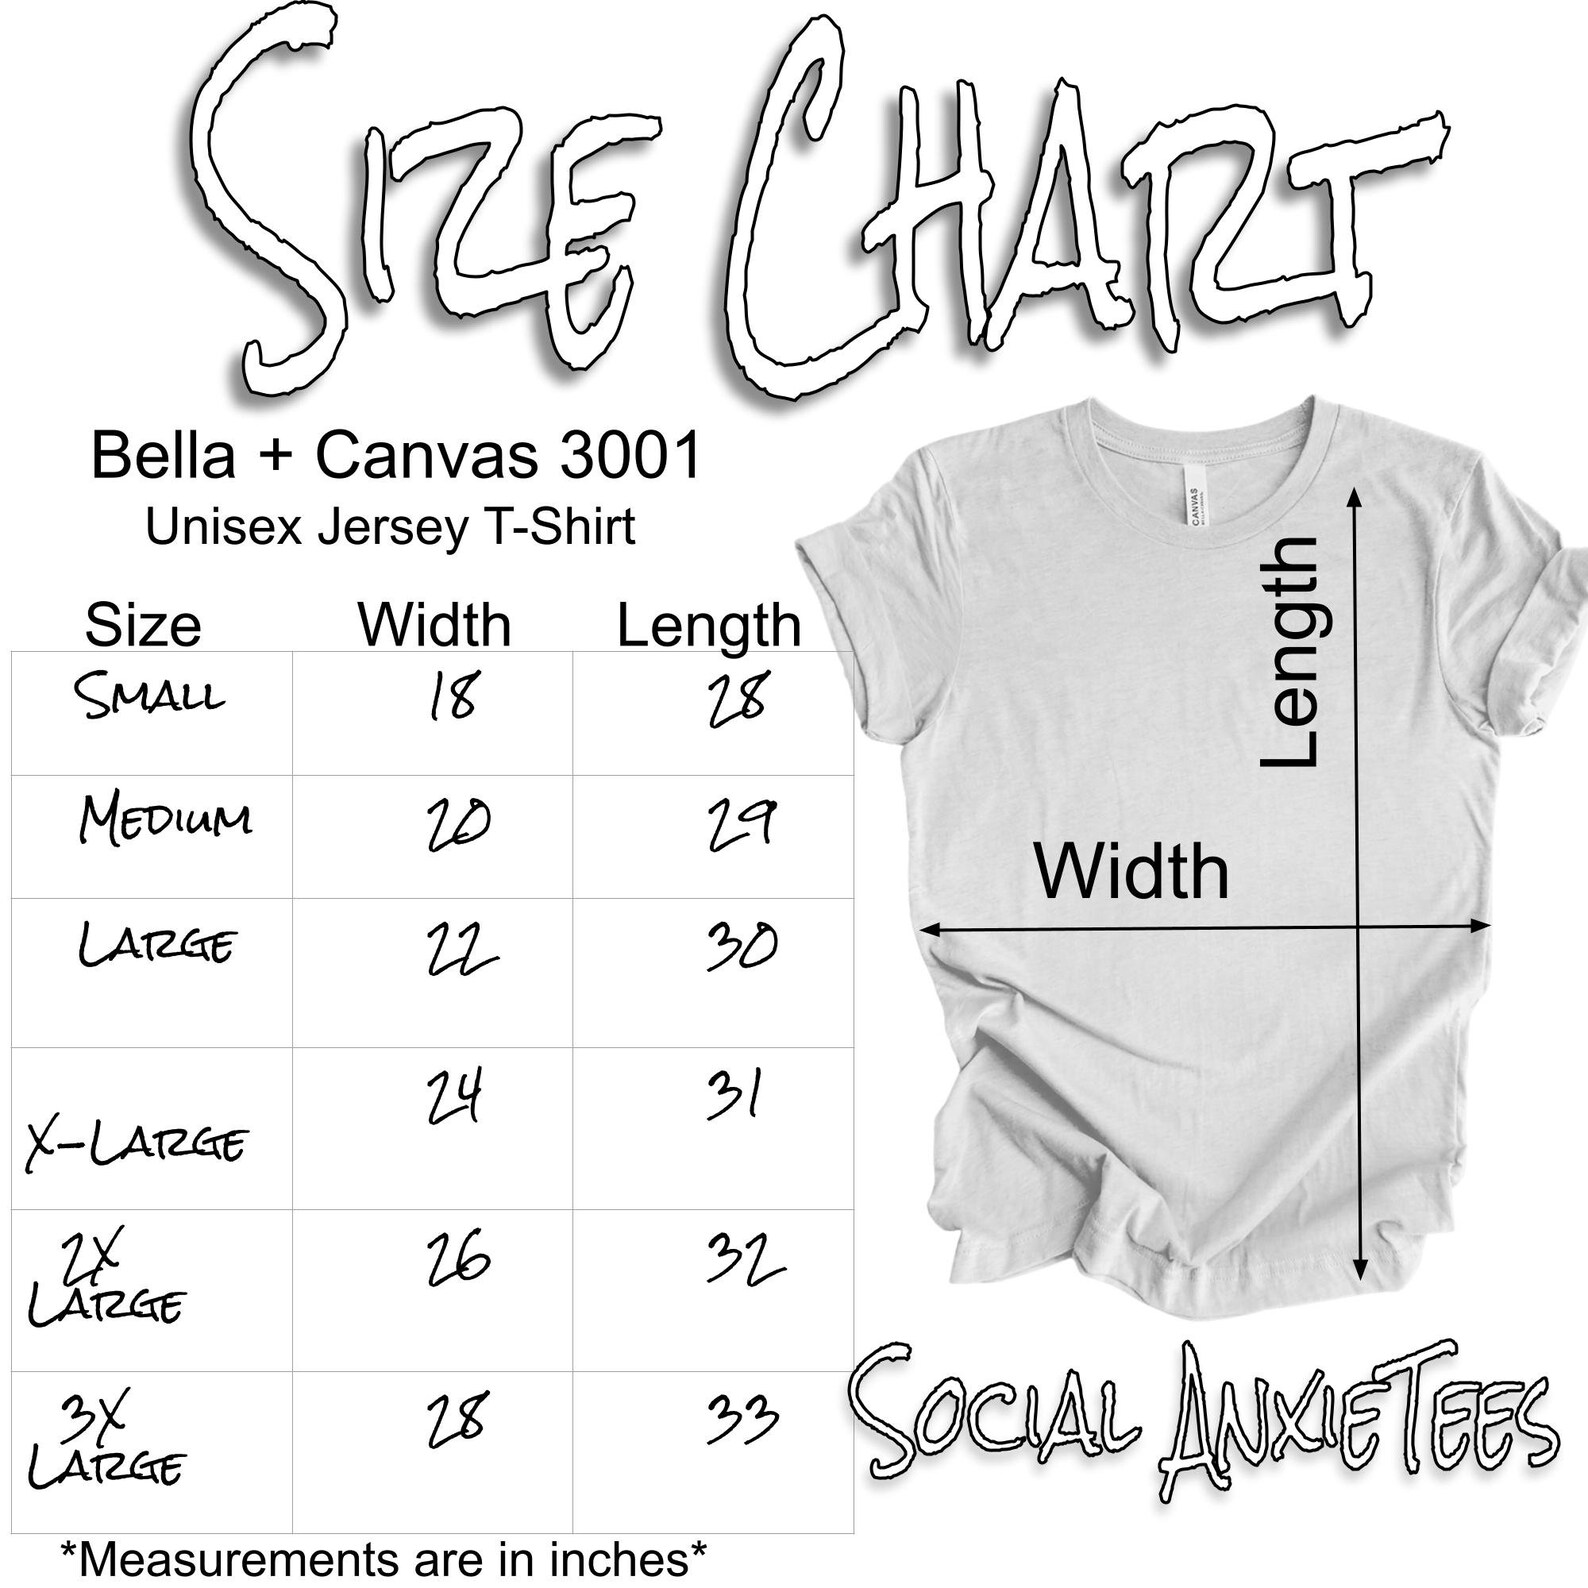 Size Chart
Bella + Canvas 3001
Unisex Jersey T-Shirt
Size Width Length
Small 18 28
Medium 20 29
Large 22 30
X-Large 24 31
2X
Large 26 32
3X
Large 28 33
*Measurements are in inches*
CANVAS
Length
Width
Social AnxieTees